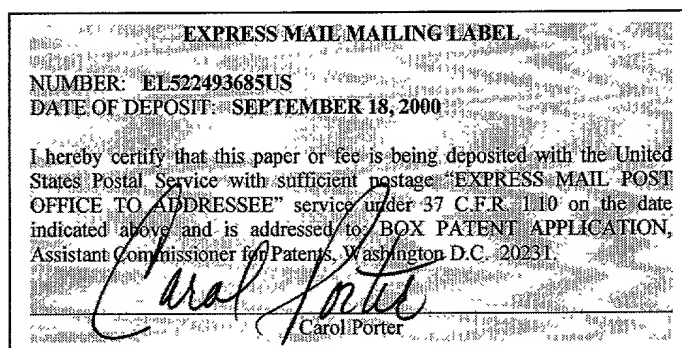 EXPRESS MAIL MAILING LABEL
NUMBER: EL522493685US
DATE OF DEPOSIT: SEPTEMBER 18, 2000
I hereby certify that this paper or fee is being deposited with the United
States Postal Service with sufficient postage "EXPRESS MAIL POST
OFFICE TO ADDRESSEE" service under 37 C.F.R. 1.10 on the date
indicated above and is addressed to: BOX PATENT APPLICATION,
Assistant Commissioner for Patents, Washington D.C. 20231.
Carol Porter
Carol Porter